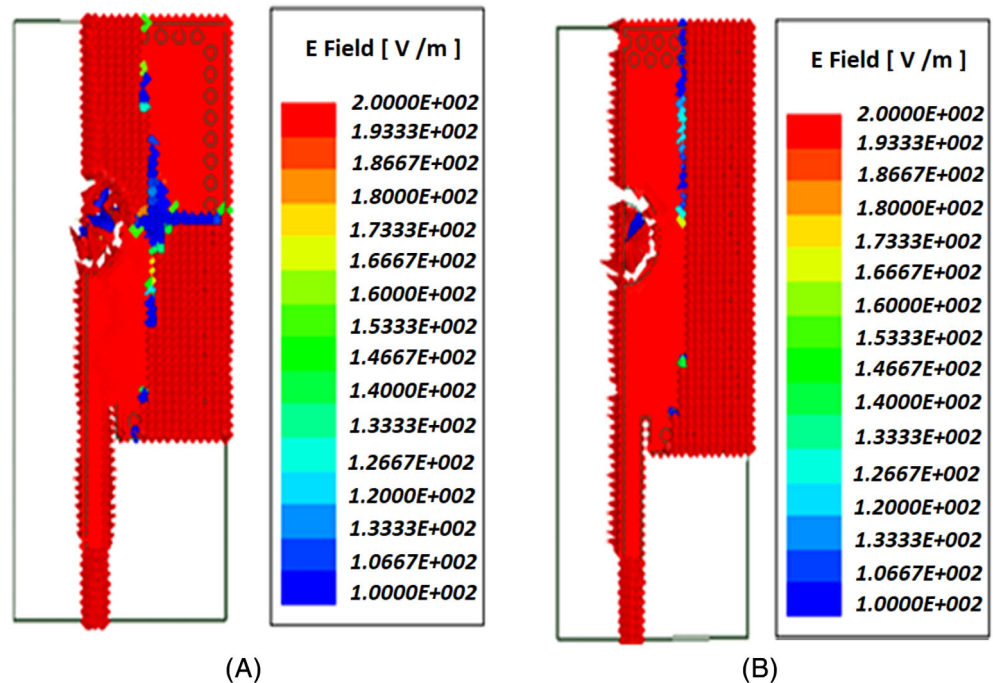 E Field [ V /m ]
2.0000E+002
1.9333E+002
1.8667E+002
1.8000E+002
1.7333E+002
1.6667E+002
1.6000E+002
1.5333E+002
1.4667E+002
1.4000E+002
1.3333E+002
1.2667E+002
1.2000E+002
1.3333E+002
1.0667E+002
1.0000E+002
(A)
E Field [ V /m ]
2.0000E+002
1.9333E+002
1.8667E+002
1.8000E+002
1.7333E+002
1.6667E+002
1.6000E+002
1.5333E+002
1.4667E+002
1.4000E+002
1.3333E+002
1.2667E+002
1.2000E+002
1.3333E+002
1.0667E+002
1.0000E+002
(B)